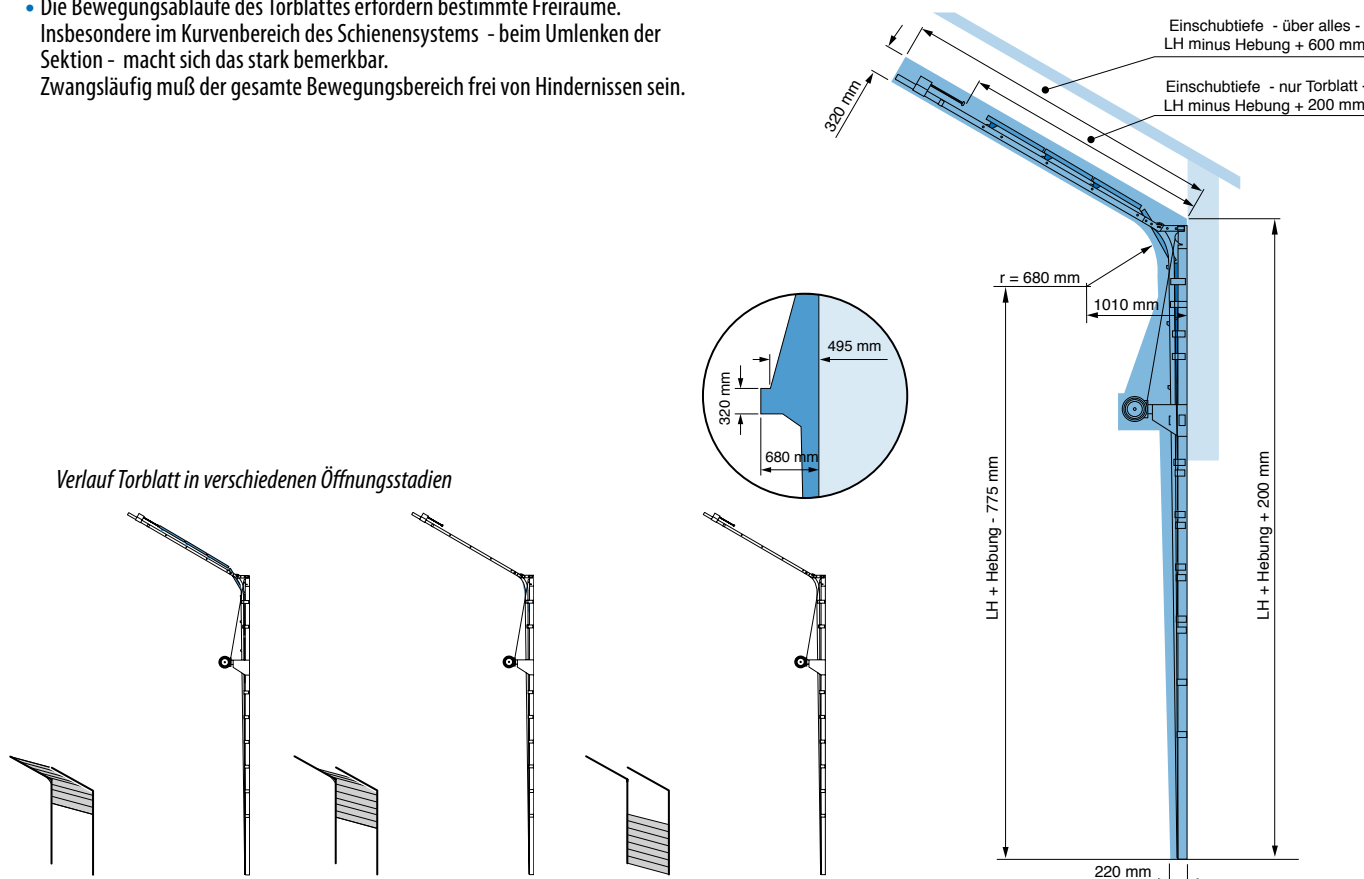 • Die Bewegungsabläufe des Torblattes erfordern bestimmte Freiräume.
Insbesondere im Kurvenbereich des Schienensystems - beim Umlenken der
Sektion - macht sich das stark bemerkbar.
Zwangsläufig muß der gesamte Bewegungsbereich frei von Hindernissen sein.
Einschubtiefe - über alles -
LH minus Hebung + 600 mm
Einschubtiefe - nur Torblatt -
LH minus Hebung + 200 mm
320 mm
r = 680 mm
1010 mm
495 mm
320 mm
680 mm
LH + Hebung - 775 mm
LH + Hebung + 200 mm
Verlauf Torblatt in verschiedenen Öffnungsstadien
220 mm